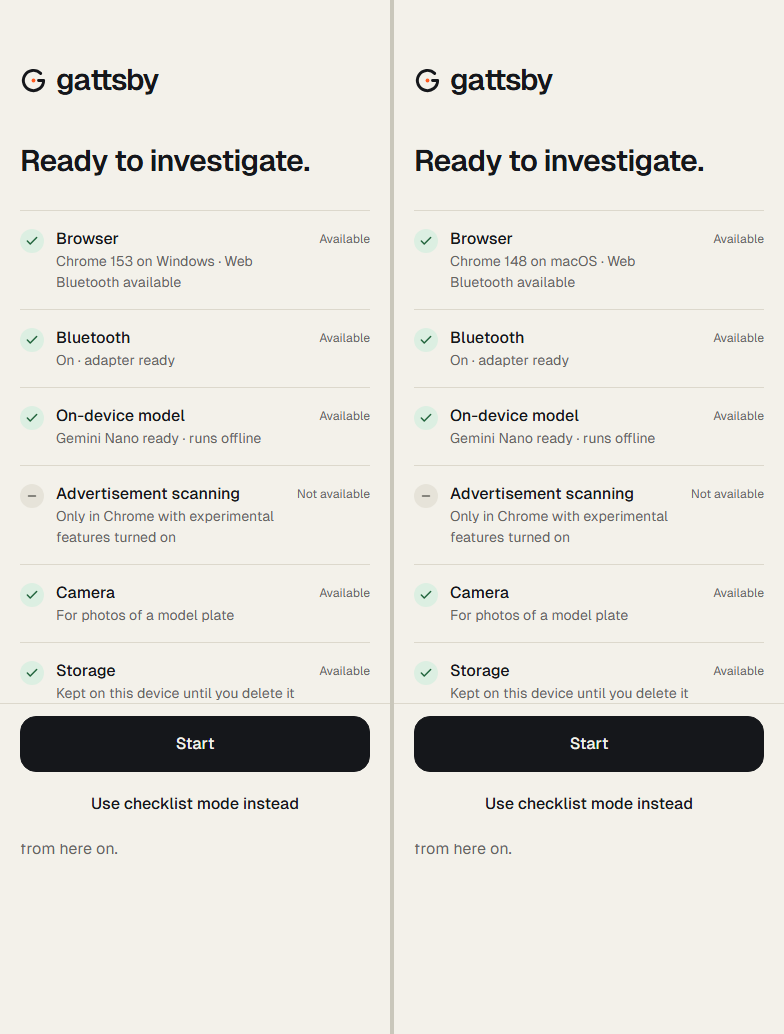 gattsby
Ready to investigate.
Browser
Available
Chrome 153 on Windows · Web
Bluetooth available
Bluetooth
Available
On · adapter ready
On-device model
Available
Gemini Nano ready · runs offline
Advertisement scanning
Not available
Only in Chrome with experimental
features turned on
Camera
Available
For photos of a model plate
Storage
Available
Kept on this device until you delete it
Start
Use checklist mode instead
from here on.
gattsby
Ready to investigate.
Browser
Available
Chrome 148 on macOS · Web
Bluetooth available
Bluetooth
Available
On · adapter ready
On-device model
Available
Gemini Nano ready · runs offline
Advertisement scanning
Not available
Only in Chrome with experimental
features turned on
Camera
Available
For photos of a model plate
Storage
Available
Kept on this device until you delete it
Start
Use checklist mode instead
from here on.